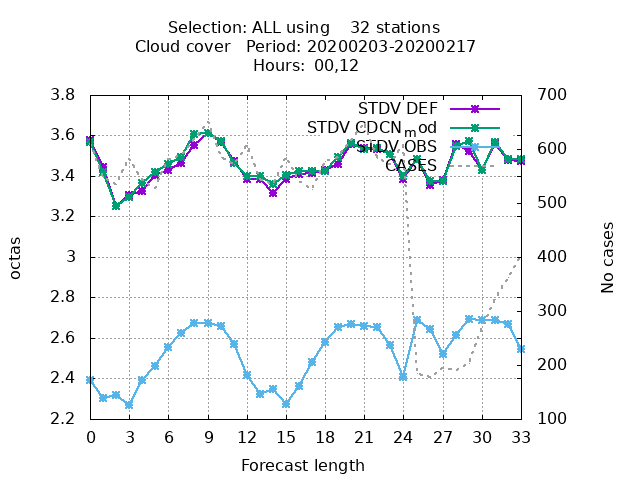 Selection: ALL using    32 stations
Cloud cover   Period: 20200203-20200217
Hours:  00,12
octas
No cases
3.8
3.6
3.4
3.2
3
2.8
2.6
2.4
2.2
700
600
500
400
300
200
100
STDV DEF
STDV CDCNmod
STDV OBS
CASES
0 3 6 9 12 15 18 21 24 27 30 33
Forecast length